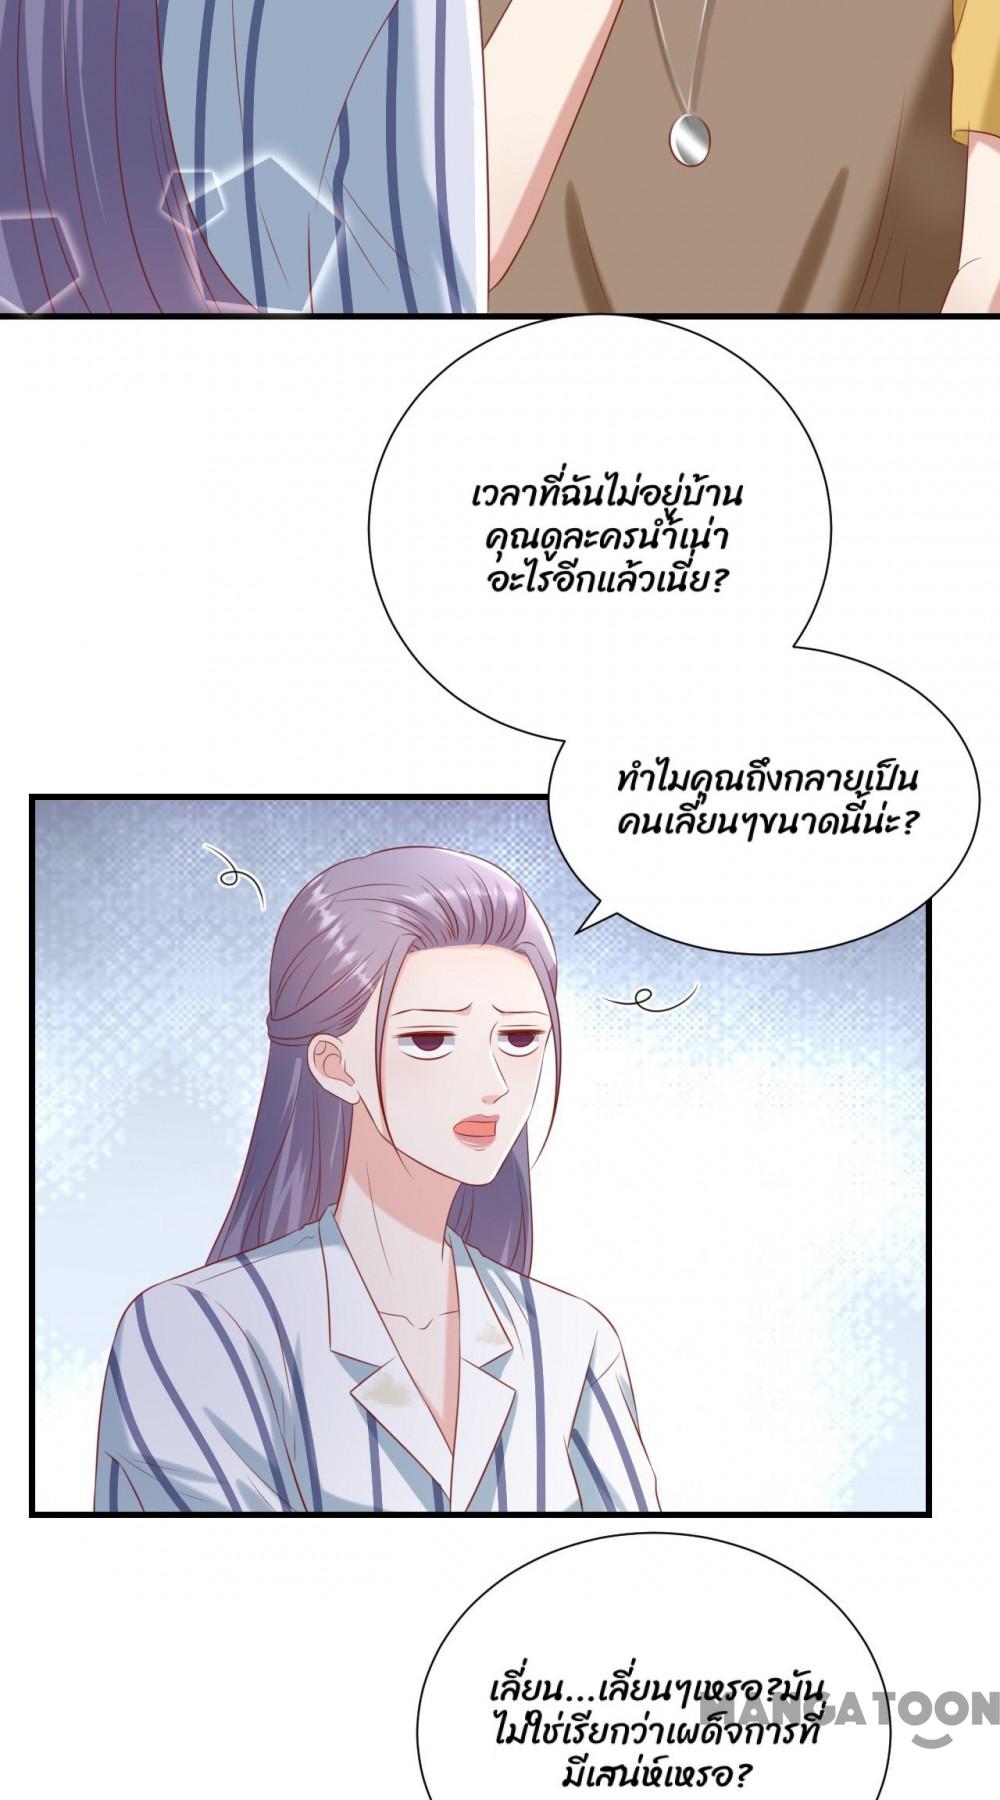 เวลาที่ฉันไม่อยู่บ้าน
คุณดูละครน้ำเน่า
อะไรอีกแล้วเนี่ย?
ทำไมคุณถึงกลายเป็น
คนเลี่ยนๆขนาดนี้น่ะ?
เลี่ยน...เลี่ยนๆเหรอ?มัน
ไม่ใช่เรียกว่าเผด็จการที่
มีเสน่ห์เหรอ?
MANGATOON